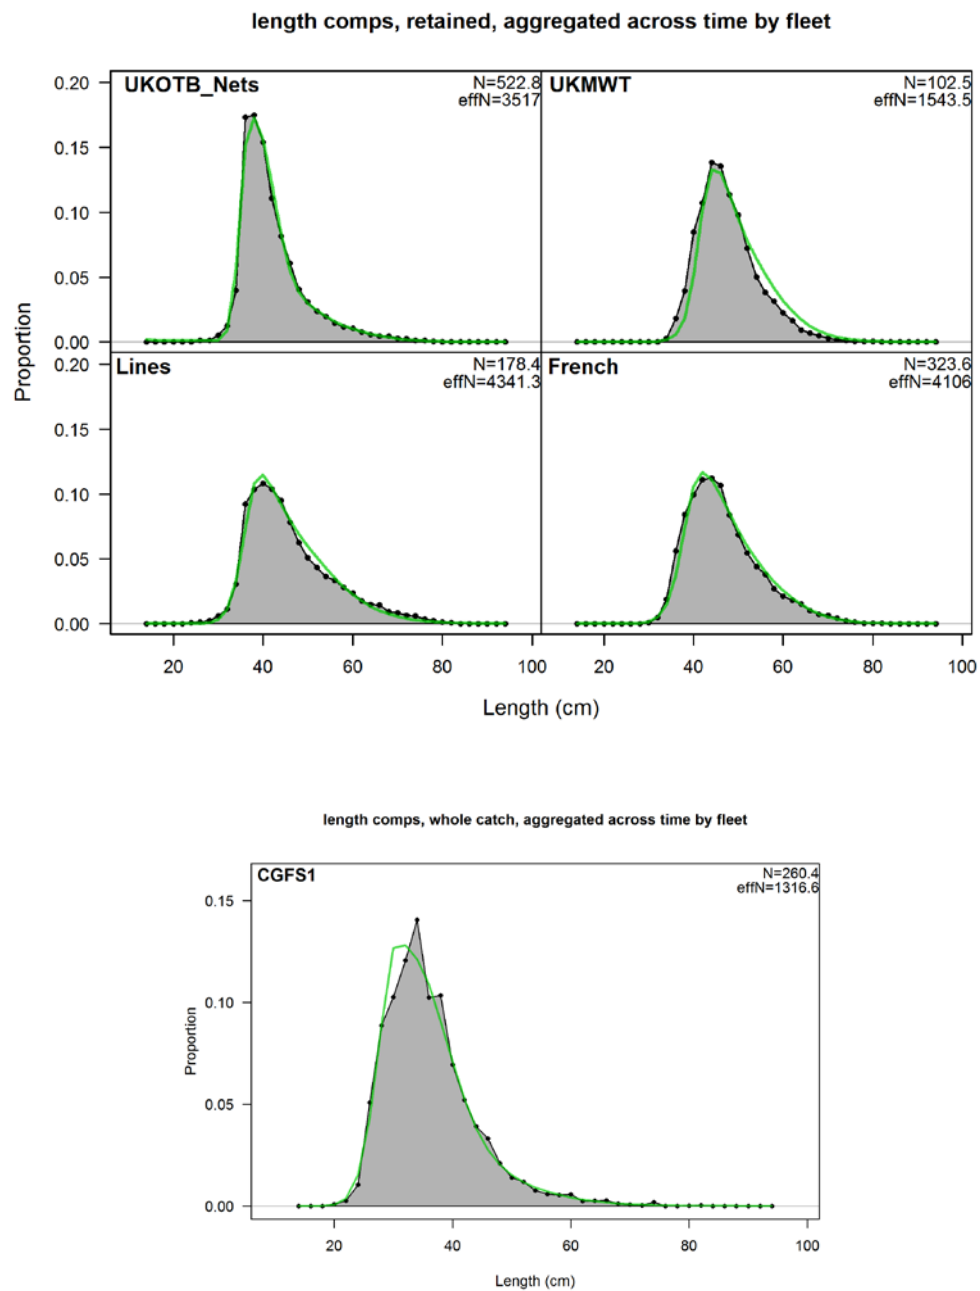 length comps, retained, aggregated across time by fleet
UKOTB_Nets
N=522.8
effN=3517
UKMWT
N=102.5
effN=1543.5
0.20
0.15
0.10
0.05
0.00
Lines
N=178.4
effN=4341.3
French
N=323.6
effN=4106
0.20
0.15
0.10
0.05
0.00
Proportion
20 40 60 80 100 20 40 60 80 100
Length (cm)
length comps, whole catch, aggregated across time by fleet
CGFS1
N=260.4
effN=1316.6
0.15
0.10
0.05
0.00
Proportion
20 40 60 80 100
Length (cm)